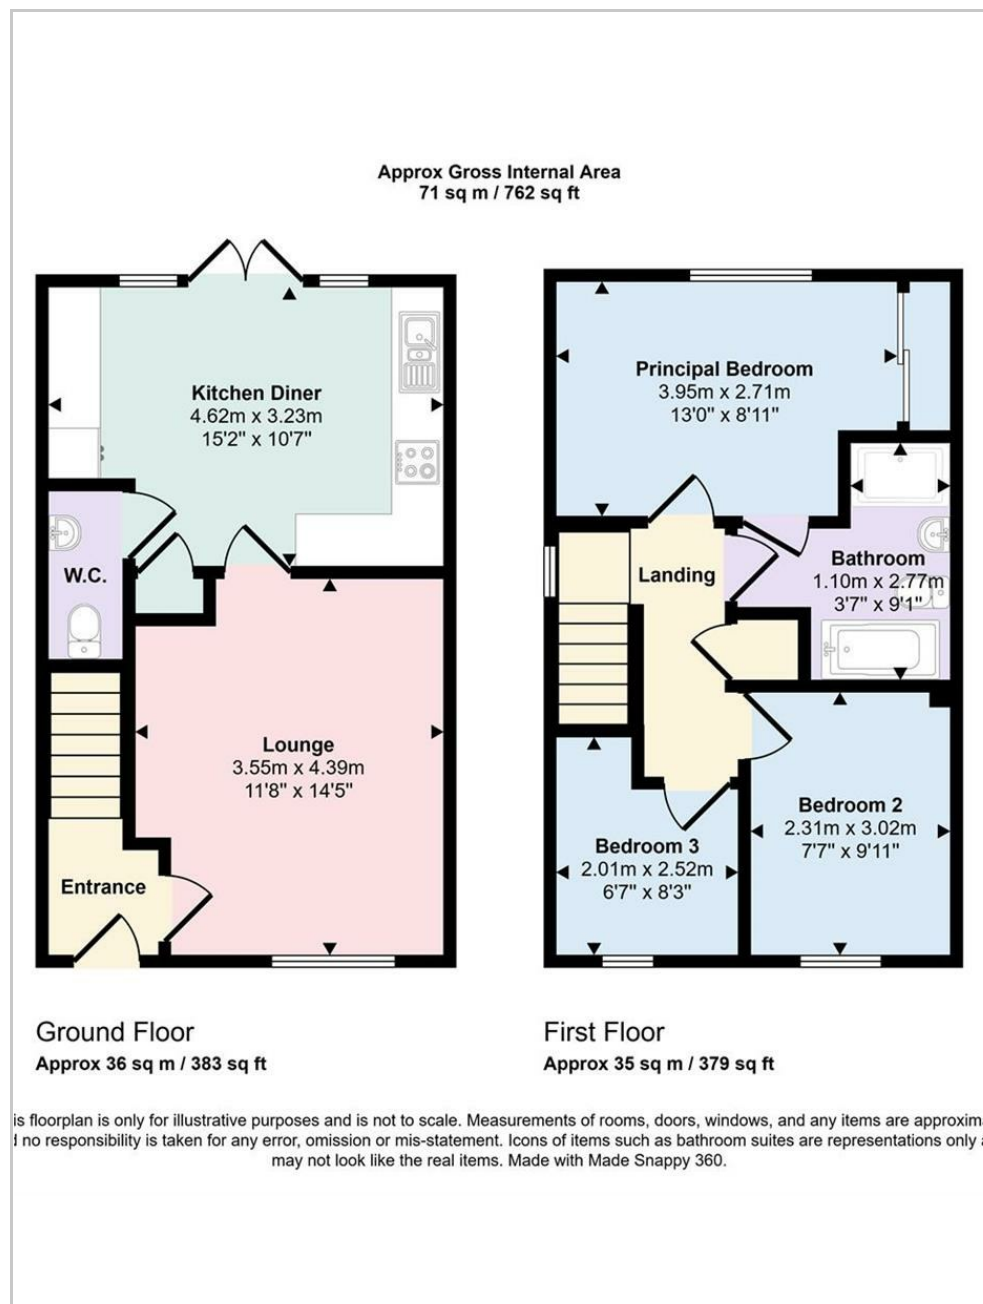 Approx Gross Internal Area
71 sq m / 762 sq ft
Kitchen Diner
4.62m x 3.23m
15'2" x 10'7"
W.C.
Lounge
3.55m x 4.39m
11'8" x 14'5"
Entrance
Principal Bedroom
3.95m x 2.71m
13'0" x 8'11"
Landing
Bathroom
1.10m x 2.77m
3'7" x 9'1"
Bedroom 2
2.31m x 3.02m
7'7" x 9'11"
Bedroom 3
2.01m x 2.52m
6'7" x 8'3"
Ground Floor
Approx 36 sq m / 383 sq ft
First Floor
Approx 35 sq m / 379 sq ft
is floorplan is only for illustrative purposes and is not to scale. Measurements of rooms, doors, windows, and any items are approxima
no responsibility is taken for any error, omission or mis-statement. Icons of items such as bathroom suites are representations only
may not look like the real items. Made with Made Snappy 360.